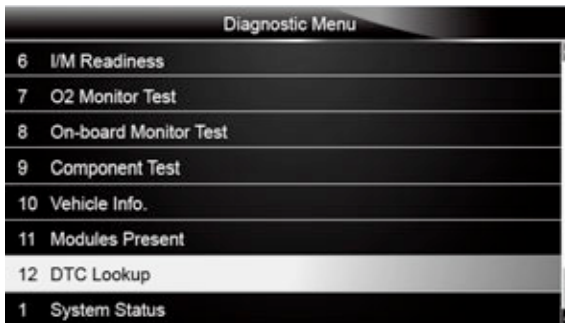 Diagnostic Menu
6 I/M Readiness
7 O2 Monitor Test
8 On-board Monitor Test
9 Component Test
10 Vehicle Info.
11 Modules Present
12 DTC Lookup
1 System Status